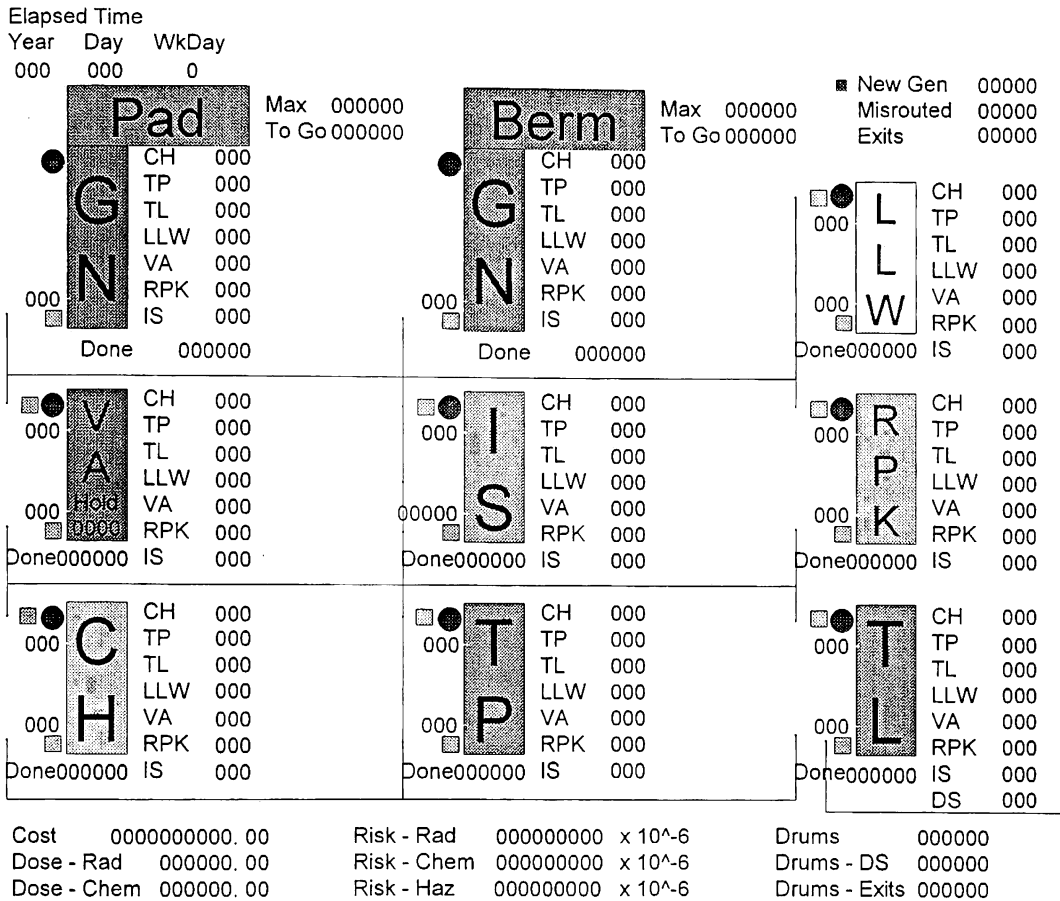 Elapsed Time
Year Day WkDay
000 000 0
Pad
Max 000000
To Go 000000
GN
CH 000
TP 000
TL 000
LLW 000
VA 000
RPK 000
IS 000
000
Done 000000
Berm
Max 000000
To Go 000000
GN
CH 000
TP 000
TL 000
LLW 000
VA 000
RPK 000
IS 000
000
Done 000000
New Gen 00000
Misrouted 00000
Exits 00000
LLW
000
000
CH 000
TP 000
TL 000
LLW 000
VA 000
RPK 000
Done000000 IS 000
VA
Hold
0000
000
000
CH 000
TP 000
TL 000
LLW 000
VA 000
RPK 000
Done000000 IS 000
IS
000
00000
CH 000
TP 000
TL 000
LLW 000
VA 000
RPK 000
Done000000 IS 000
RPK
000
000
CH 000
TP 000
TL 000
LLW 000
VA 000
RPK 000
Done000000 IS 000
CH
000
000
CH 000
TP 000
TL 000
LLW 000
VA 000
RPK 000
Done000000 IS 000
TP
000
000
CH 000
TP 000
TL 000
LLW 000
VA 000
RPK 000
Done000000 IS 000
TL
000
000
CH 000
TP 000
TL 000
LLW 000
VA 000
RPK 000
Done000000 IS 000
DS 000
Cost 0000000000. 00
Dose - Rad 000000. 00
Dose - Chem 000000. 00
Risk - Rad 000000000 x 10^-6
Risk - Chem 000000000 x 10^-6
Risk - Haz 000000000 x 10^-6
Drums 000000
Drums - DS 000000
Drums - Exits 000000